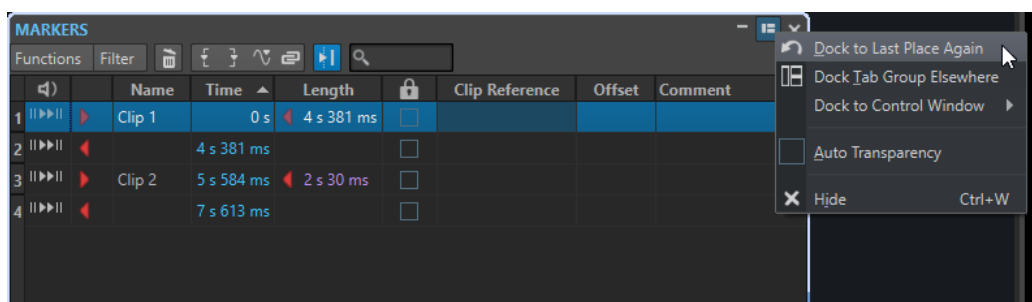 MARKERS
Functions Filter
Name Time Length Clip Reference Offset Comment
1 Clip 1 0 s 4 s 381 ms
2 4 s 381 ms
3 Clip 2 5 s 584 ms 2 s 30 ms
4 7 s 613 ms
Dock to Last Place Again
Dock Tab Group Elsewhere
Dock to Control Window
Auto Transparency
Hide Ctrl+W